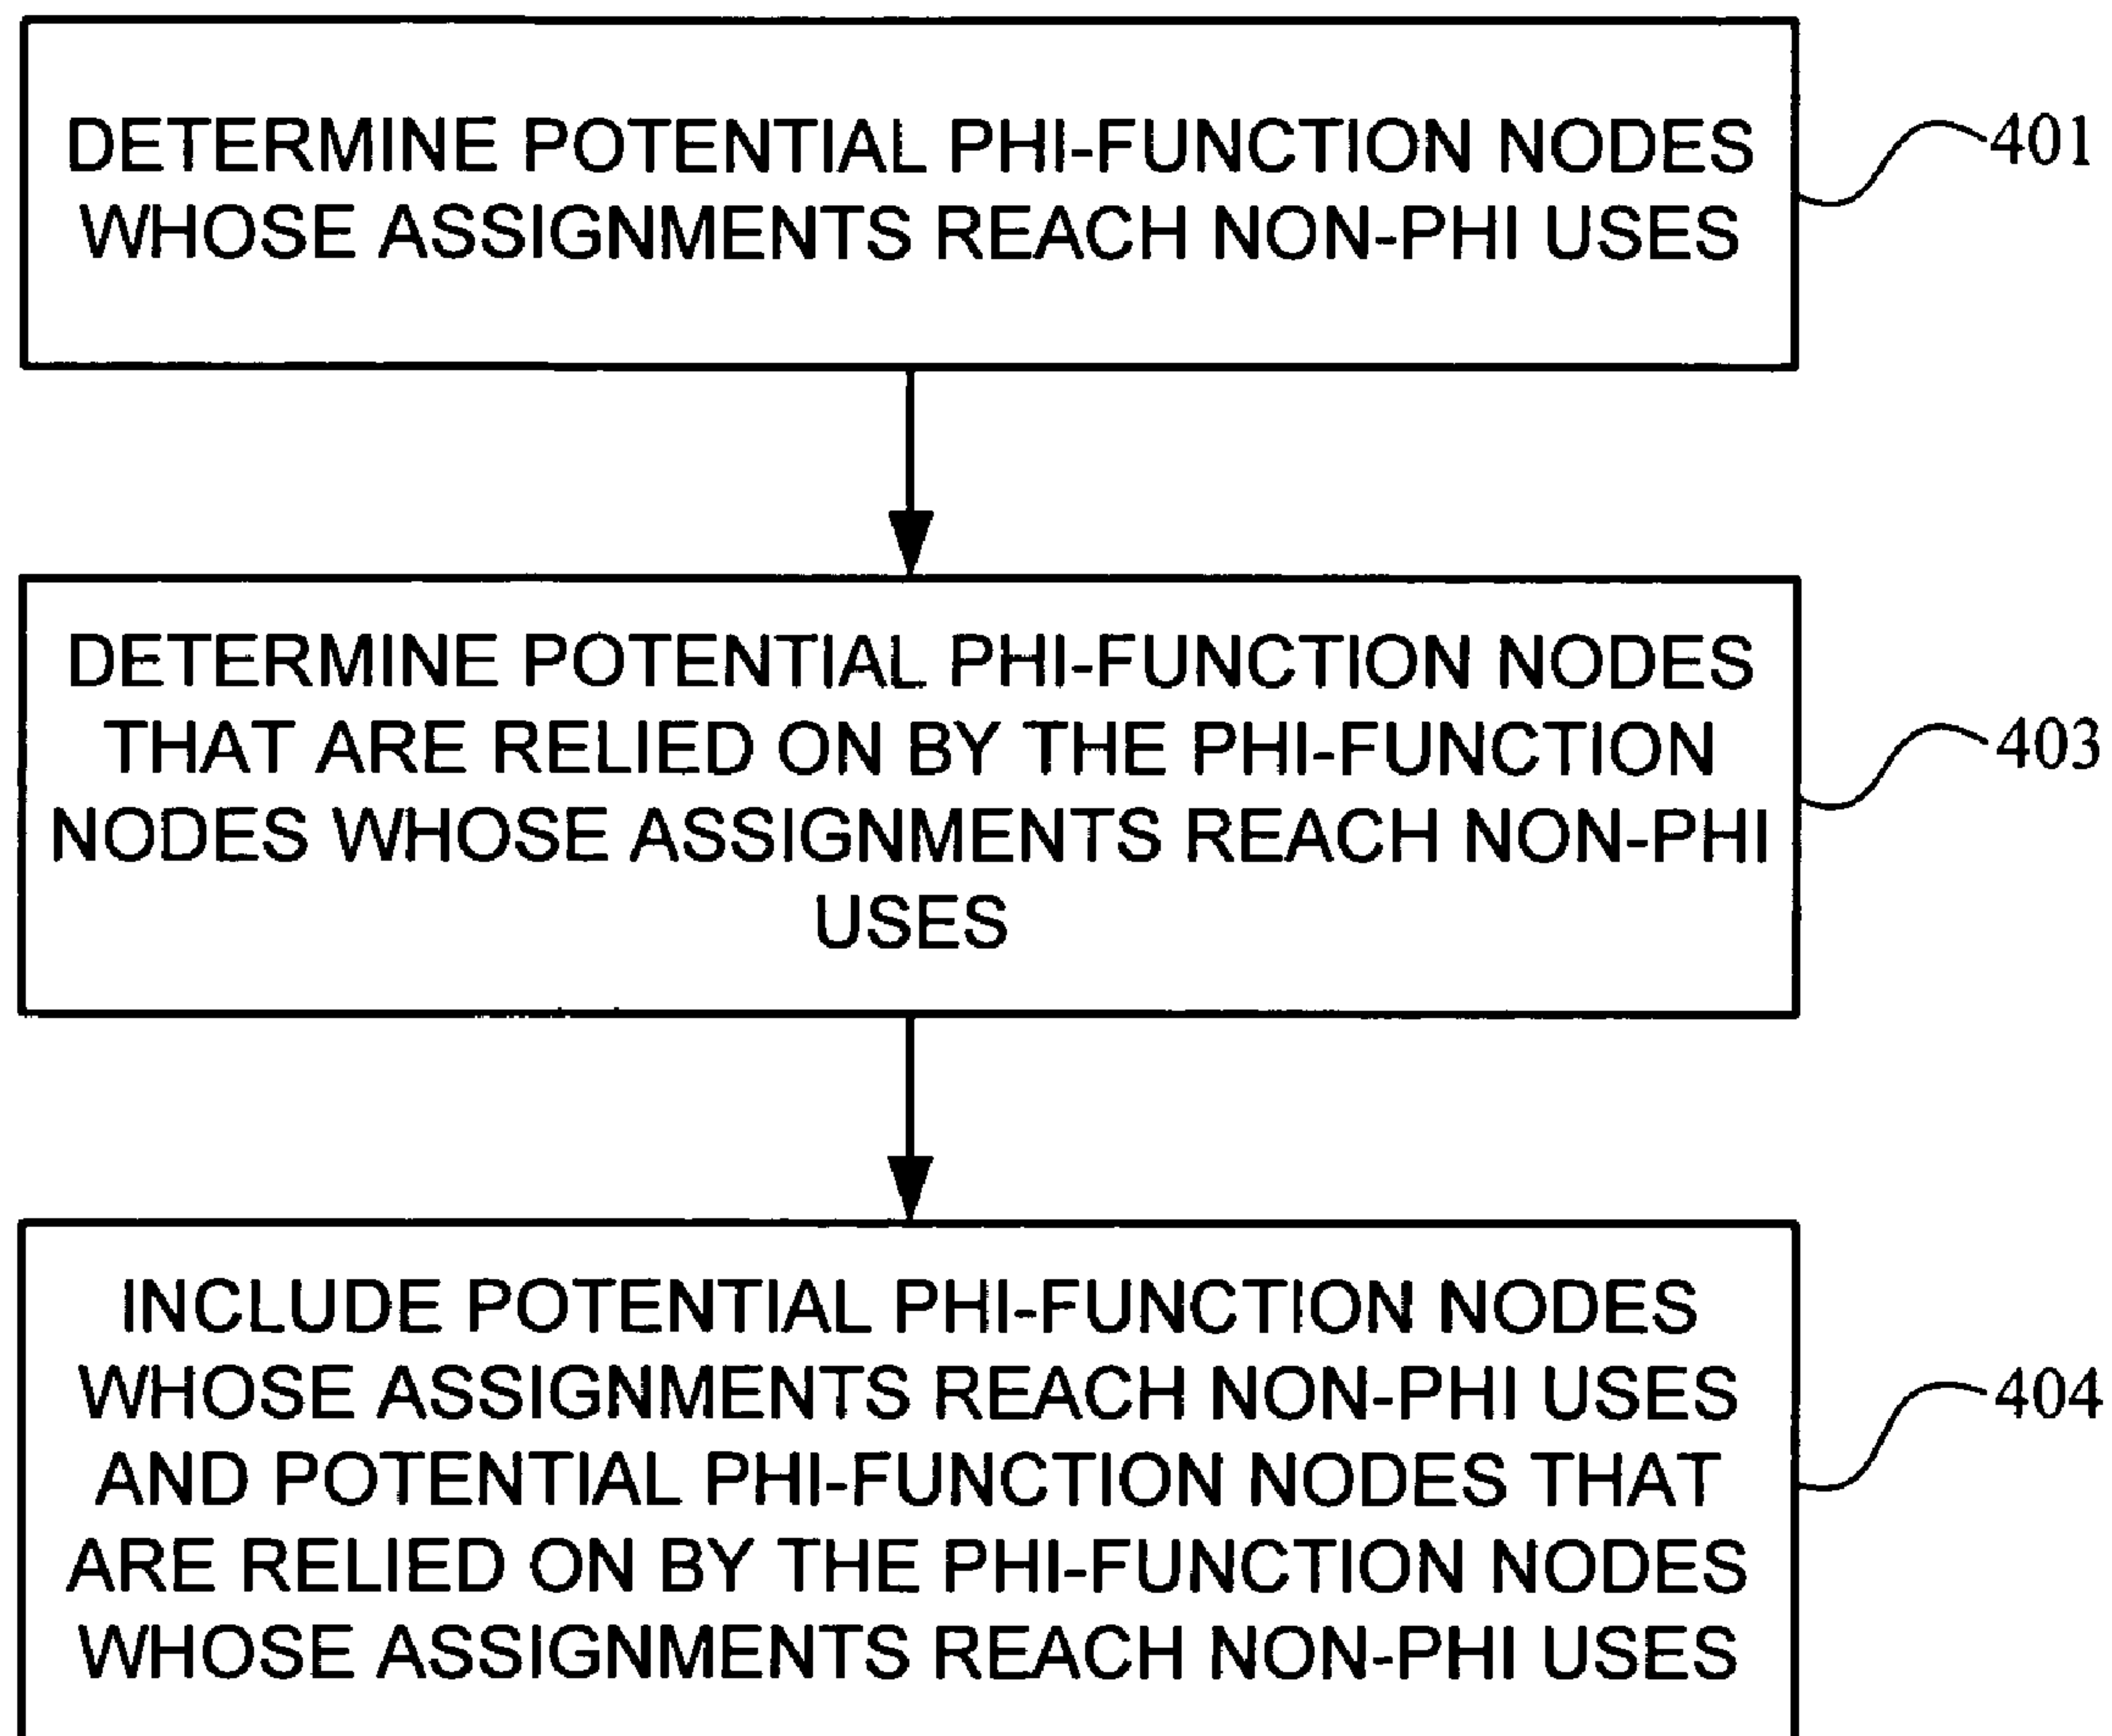 DETERMINE POTENTIAL PHI-FUNCTION NODES
WHOSE ASSIGNMENTS REACH NON-PHI USES
401
DETERMINE POTENTIAL PHI-FUNCTION NODES
THAT ARE RELIED ON BY THE PHI-FUNCTION
NODES WHOSE ASSIGNMENTS REACH NON-PHI
USES
403
INCLUDE POTENTIAL PHI-FUNCTION NODES
WHOSE ASSIGNMENTS REACH NON-PHI USES
AND POTENTIAL PHI-FUNCTION NODES THAT
ARE RELIED ON BY THE PHI-FUNCTION NODES
WHOSE ASSIGNMENTS REACH NON-PHI USES
404